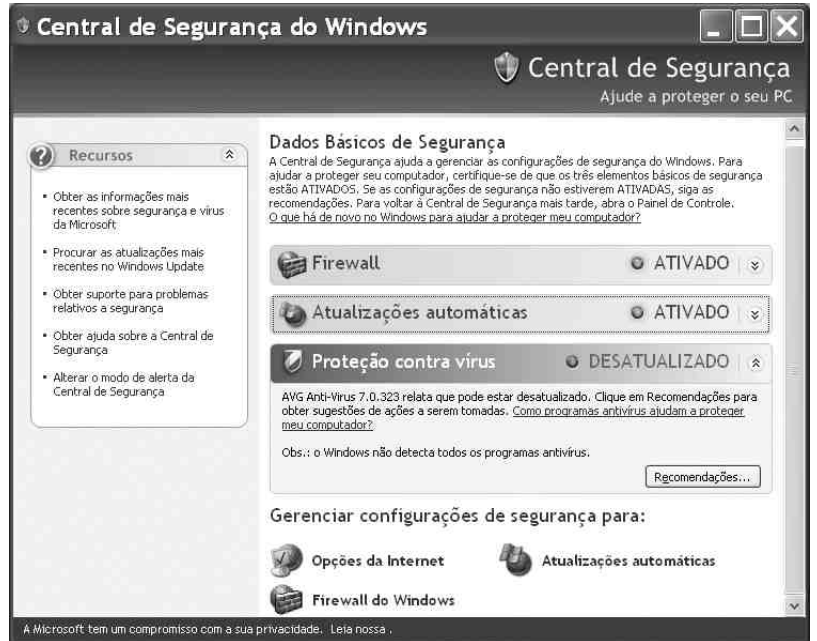 Central de Segurança do Windows
Central de Segurança
Ajude a proteger o seu PC
Recursos
• Obter as informações mais
recentes sobre segurança e vírus
da Microsoft
• Procurar as atualizações mais
recentes no Windows Update
• Obter suporte para problemas
relativos a segurança
• Obter ajuda sobre a Central de
Segurança
• Alterar o modo de alerta da
Central de Segurança
Dados Básicos de Segurança
A Central de Segurança ajuda a gerenciar as configurações de segurança do Windows. Para
ajudar a proteger seu computador, certifique-se de que os três elementos básicos de segurança
estão ATIVADOS. Se as configurações de segurança não estiverem ATIVADAS, siga as
recomendações. Para voltar à Central de Segurança mais tarde, abra o Painel de Controle.
O que há de novo no Windows para ajudar a proteger meu computador?
Firewall ATIVADO
Atualizações automáticas ATIVADO
Proteção contra vírus DESATUALIZADO
AVG Anti-Virus 7.0.323 relata que pode estar desatualizado. Clique em Recomendações para
obter sugestões de ações a serem tomadas. Como programas antivírus ajudam a proteger
meu computador?
Obs.: o Windows não detecta todos os programas antivírus.
Recomendações...
Gerenciar configurações de segurança para:
Opções da Internet Atualizações automáticas
Firewall do Windows
A Microsoft tem um compromisso com a sua privacidade. Leia nossa .